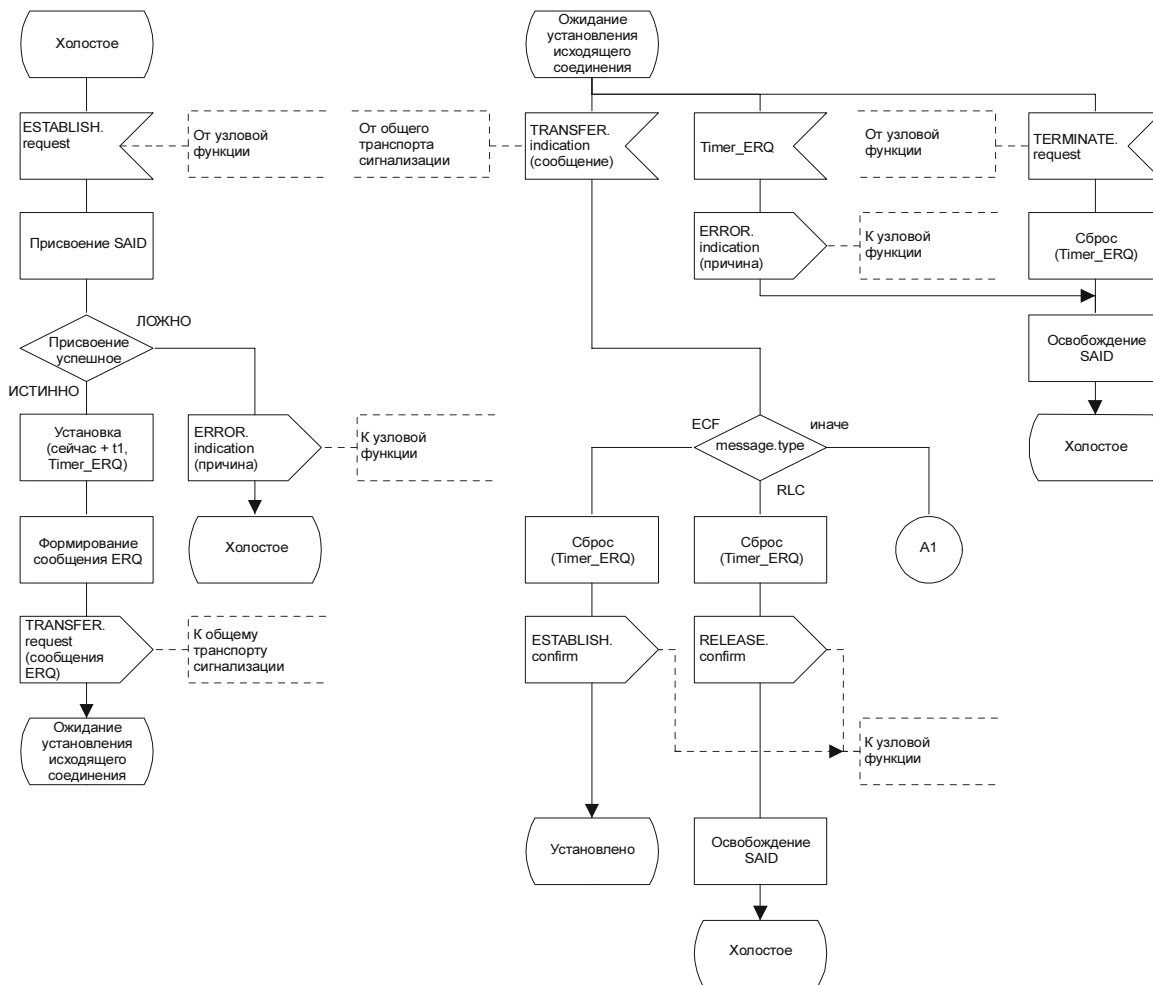 Холостое
ESTABLISH.
request
От узловой
функции
Присвоение SAID
Присвоение
успешное
ЛОЖНО
ИСТИННО
Установка
(сейчас + t1,
Timer_ERQ)
ERROR.
indication
(причина)
К узловой
функции
Формирование
сообщения ERQ
Холостое
TRANSFER.
request
(сообщения
ERQ)
К общему
транспорту
сигнализации
Ожидание
установления
исходящего
соединения
Ожидание
установления
исходящего
соединения
От общего
транспорта
сигнализации
TRANSFER.
indication
(сообщение)
Timer_ERQ
От узловой
функции
TERMINATE.
request
ERROR.
indication
(причина)
К узловой
функции
Сброс
(Timer_ERQ)
Освобождение
SAID
Холостое
ECF
message.type
иначе
RLC
Сброс
(Timer_ERQ)
Сброс
(Timer_ERQ)
A1
ESTABLISH.
confirm
RELEASE.
confirm
К узловой
функции
Установлено
Освобождение
SAID
Холостое